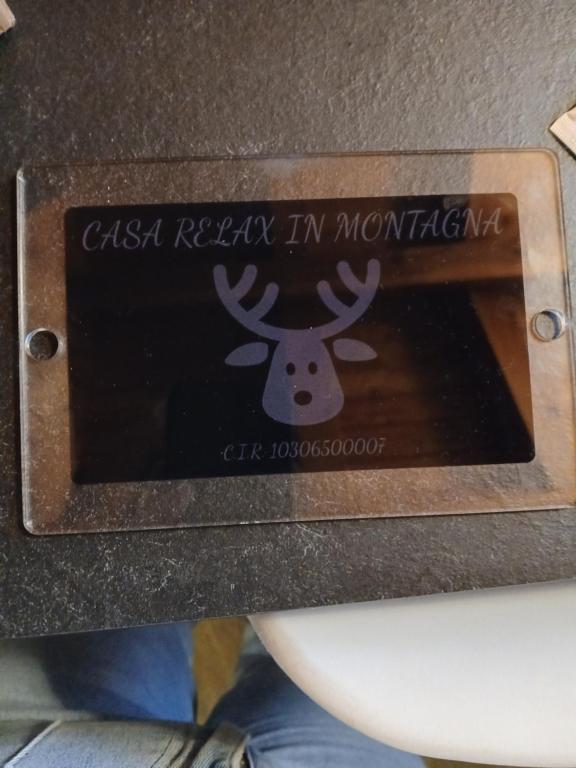 CASA RELAX IN MONTAGNA
C.I.R 10306500007